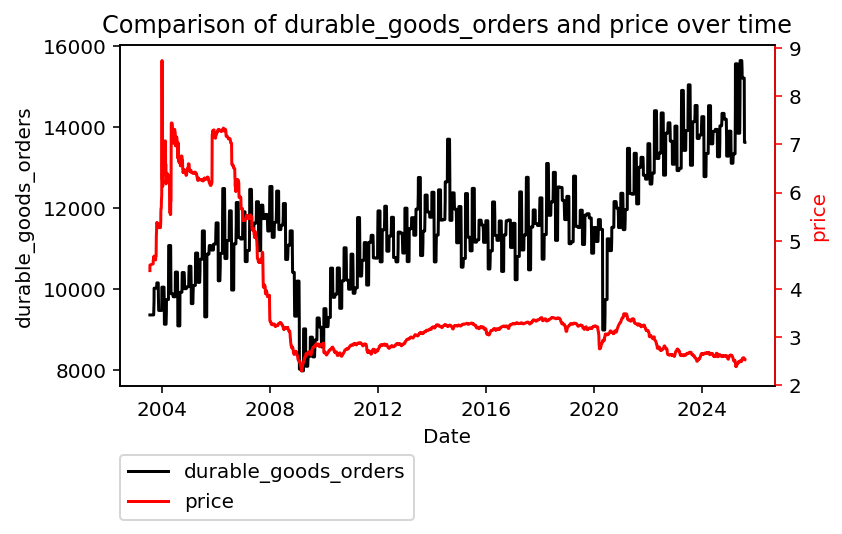 Comparison of durable_goods_orders and price over time
durable_goods_orders
16000
14000
12000
10000
8000
9
8
7
6
5
4
3
2
price
2004 2008 2012 2016 2020 2024
Date
durable_goods_orders
price